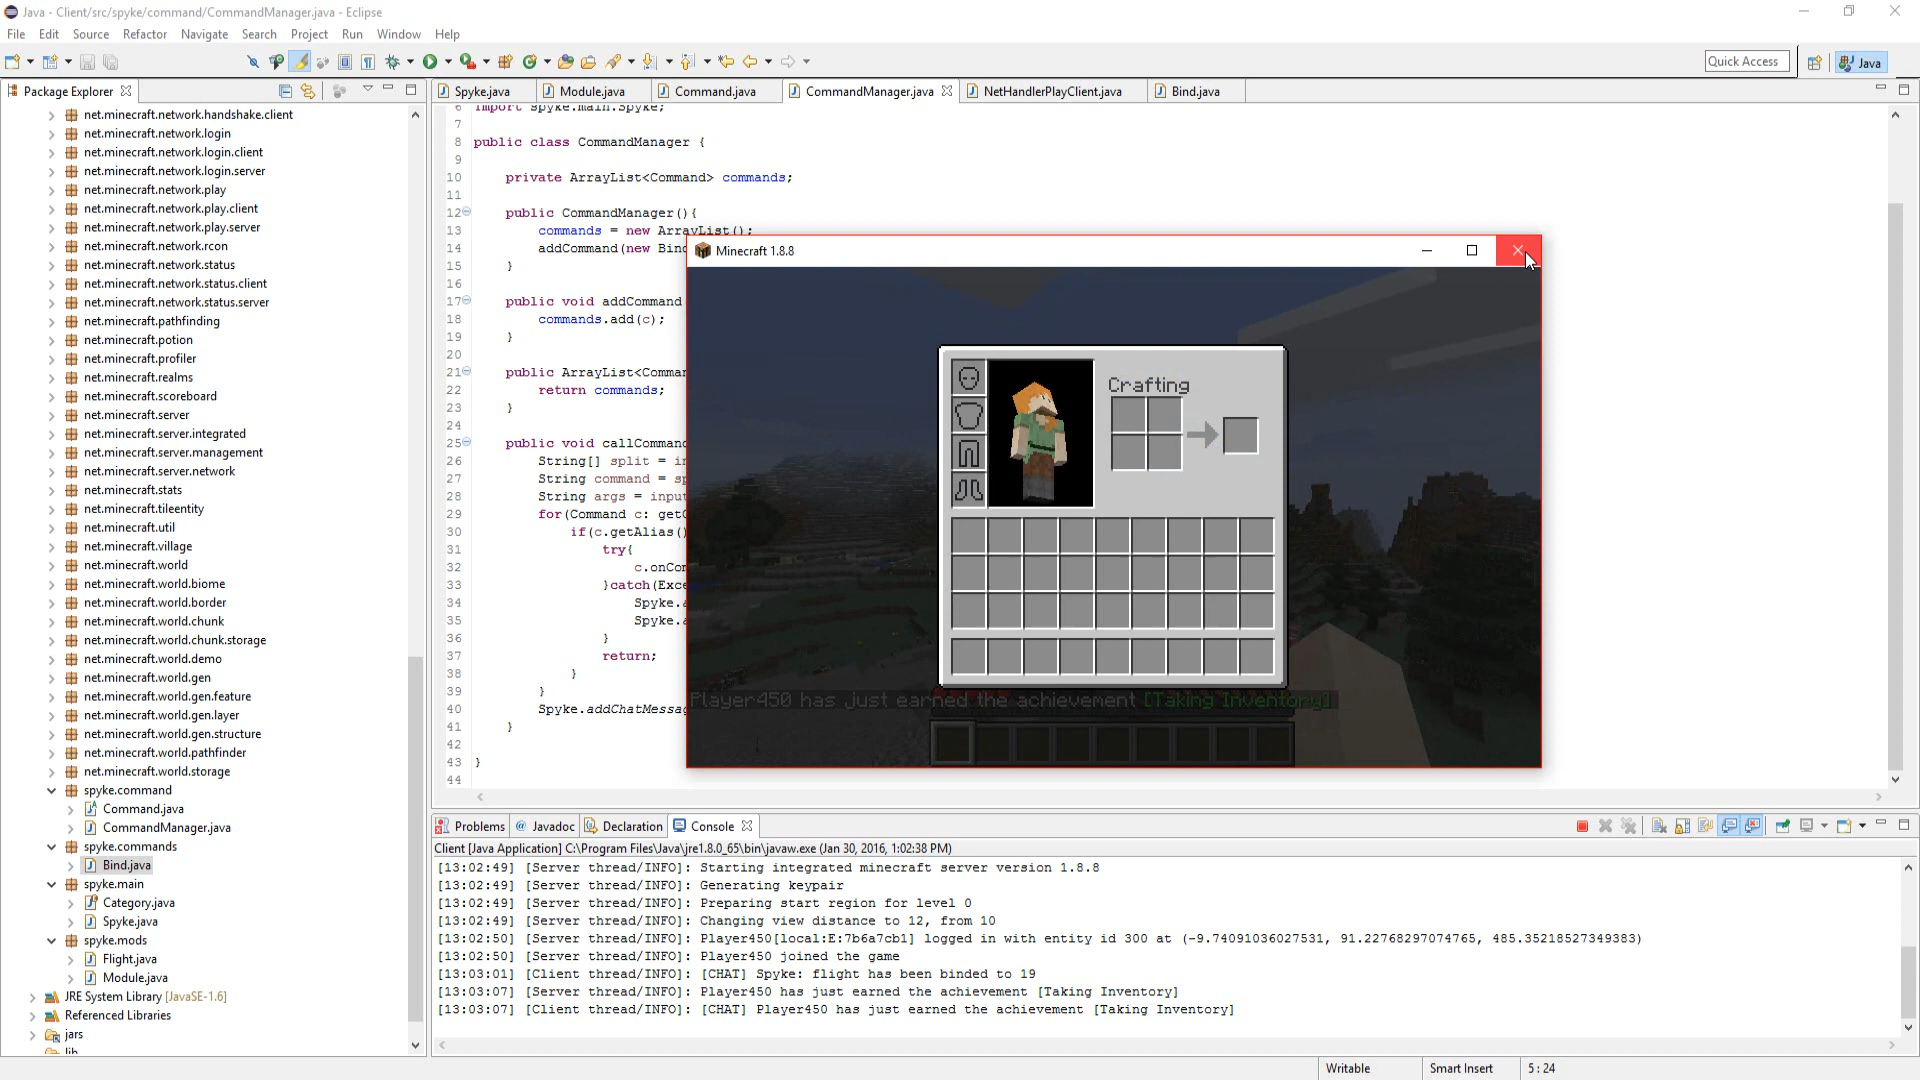 Java - Client/src/spyke/command/CommandManager.java - Eclipse
File Edit Source Refactor Navigate Search Project Run Window Help
Quick Access
Java
Package Explorer
Spyke.java
Module.java
Command.java
CommandManager.java
NetHandlerPlayClient.java
Bind.java
net.minecraft.network.handshake.client
net.minecraft.network.login
net.minecraft.network.login.client
net.minecraft.network.login.server
net.minecraft.network.play
net.minecraft.network.play.client
net.minecraft.network.play.server
net.minecraft.network.rcon
net.minecraft.network.status
net.minecraft.network.status.client
net.minecraft.network.status.server
net.minecraft.pathfinding
net.minecraft.potion
net.minecraft.profiler
net.minecraft.realms
net.minecraft.scoreboard
net.minecraft.server
net.minecraft.server.integrated
net.minecraft.server.management
net.minecraft.server.network
net.minecraft.stats
net.minecraft.tileentity
net.minecraft.util
net.minecraft.village
net.minecraft.world
net.minecraft.world.biome
net.minecraft.world.border
net.minecraft.world.chunk
net.minecraft.world.chunk.storage
net.minecraft.world.demo
net.minecraft.world.gen
net.minecraft.world.gen.feature
net.minecraft.world.gen.layer
net.minecraft.world.gen.structure
net.minecraft.world.pathfinder
net.minecraft.world.storage
spyke.command
Command.java
CommandManager.java
spyke.commands
Bind.java
spyke.main
Category.java
Spyke.java
spyke.mods
Flight.java
Module.java
JRE System Library [JavaSE-1.6]
Referenced Libraries
jars
lib
6 import spyke.main.Spyke;
7
8 public class CommandManager {
9
10 private ArrayList<Command> commands;
11
12 public CommandManager(){
13 commands = new ArrayList();
14 addCommand(new Bind
15 }
16
17 public void addCommand
18 commands.add(c);
19 }
20
21 public ArrayList<Comman
22 return commands;
23 }
24
25 public void callCommand
26 String[] split = in
27 String command = sp
28 String args = input
29 for(Command c: getC
30 if(c.getAlias()
31 try{
32 c.onCom
33 }catch(Exce
34 Spyke.a
35 Spyke.a
36 }
37 return;
38 }
39 }
40 Spyke.addChatMessag
41 }
42
43 }
44
Minecraft 1.8.8
Crafting
Player450 has just earned the achievement [Taking Inventory]
Problems
Javadoc
Declaration
Console
Client [Java Application] C:\Program Files\Java\jre1.8.0_65\bin\javaw.exe (Jan 30, 2016, 1:02:38 PM)
[13:02:49] [Server thread/INFO]: Starting integrated minecraft server version 1.8.8
[13:02:49] [Server thread/INFO]: Generating keypair
[13:02:49] [Server thread/INFO]: Preparing start region for level 0
[13:02:49] [Server thread/INFO]: Changing view distance to 12, from 10
[13:02:50] [Server thread/INFO]: Player450[local:E:7b6a7cb1] logged in with entity id 300 at (-9.74091036027531, 91.22768297074765, 485.35218527349383)
[13:02:50] [Server thread/INFO]: Player450 joined the game
[13:03:01] [Client thread/INFO]: [CHAT] Spyke: flight has been binded to 19
[13:03:07] [Server thread/INFO]: Player450 has just earned the achievement [Taking Inventory]
[13:03:07] [Client thread/INFO]: [CHAT] Player450 has just earned the achievement [Taking Inventory]
Writable
Smart Insert
5 : 24